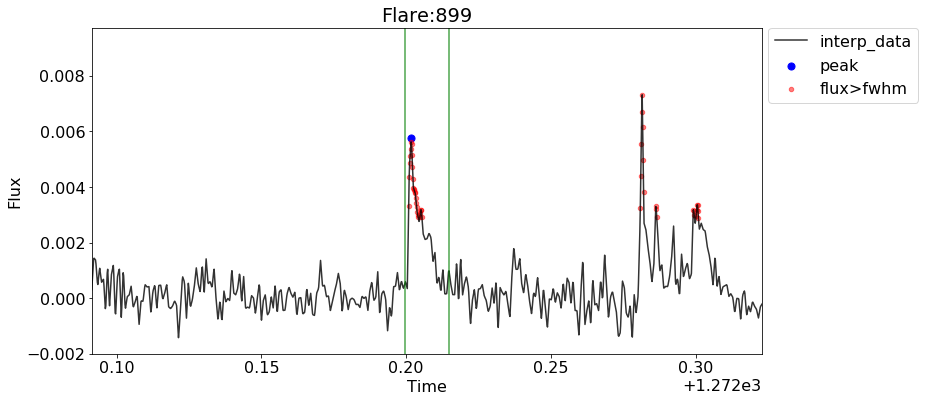 Flare:899
interp_data
peak
flux>fwhm
Flux
0.008
0.006
0.004
0.002
0.000
−0.002
0.10 0.15 0.20 0.25 0.30
Time
+1.272e3